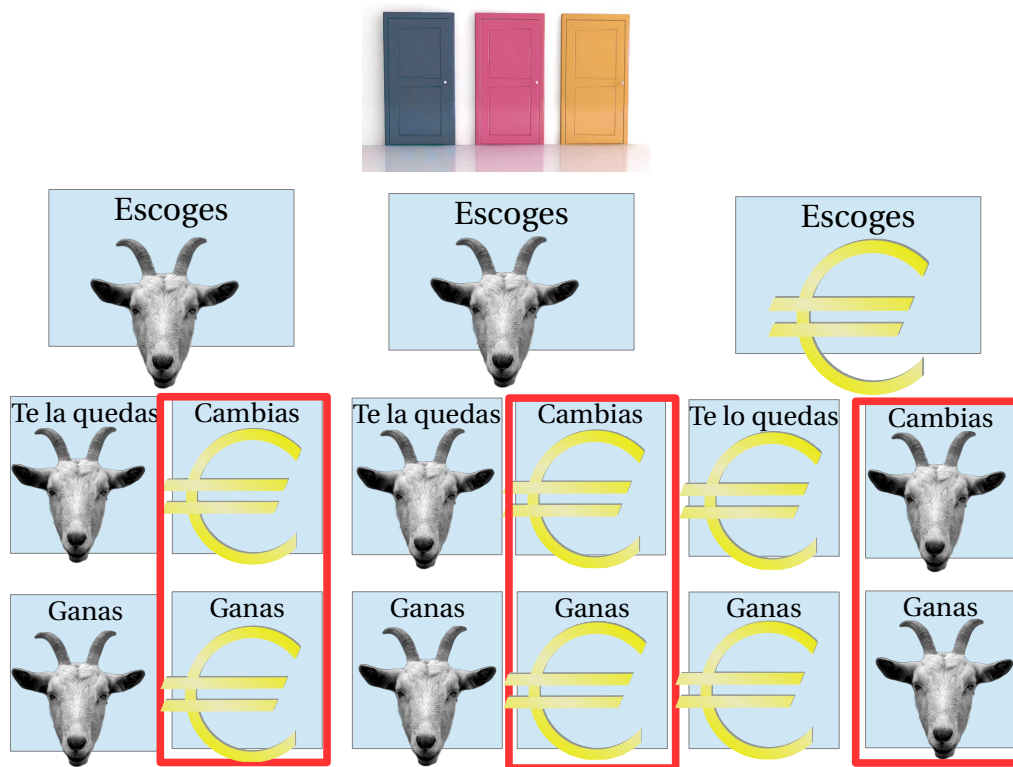 Escoges
Escoges
Escoges
Te la quedas
Cambias
Te la quedas
Cambias
Te lo quedas
Cambias
Ganas
Ganas
Ganas
Ganas
Ganas
Ganas